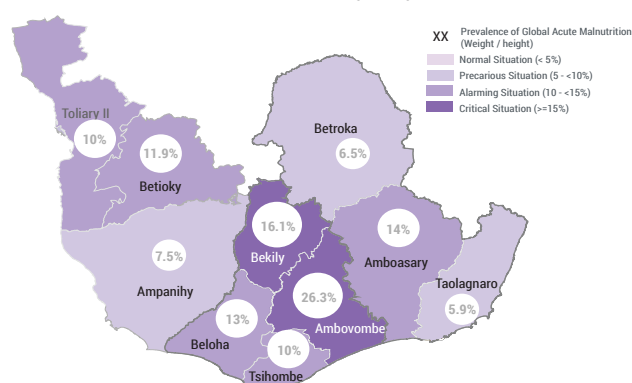 XX Prevalence of Global Acute Malnutrition
(Weight / height)
Normal Situation (< 5%)
Precarious Situation (5 - <10%)
Alarming Situation (10 - <15%)
Critical Situation (>=15%)
Toliary II
10%
11.9%
Betioky
Betroka
6.5%
16.1%
Bekily
14%
Amboasary
7.5%
Ampanihy
Taolagnaro
5.9%
26.3%
Ambovombe
13%
Beloha
10%
Tsihombe